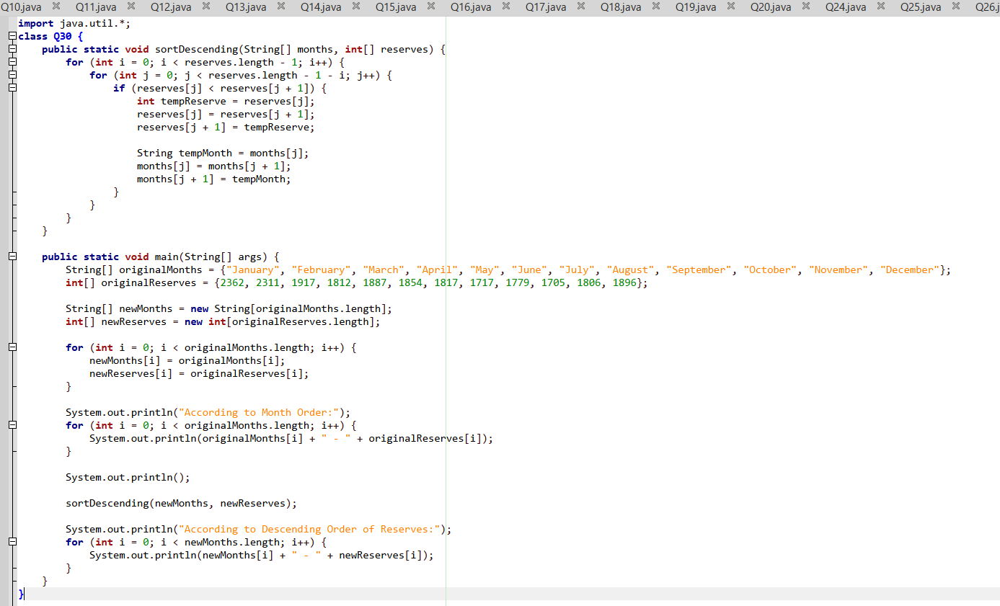 Q10.java Q11.java Q12.java Q13.java Q14.java Q15.java Q16.java Q17.java Q18.java Q19.java Q20.java Q24.java Q25.java Q26.j
import java.util.*;
class Q30 {
    public static void sortDescending(String[] months, int[] reserves) {
        for (int i = 0; i < reserves.length - 1; i++) {
            for (int j = 0; j < reserves.length - 1 - i; j++) {
                if (reserves[j] < reserves[j + 1]) {
                    int tempReserve = reserves[j];
                    reserves[j] = reserves[j + 1];
                    reserves[j + 1] = tempReserve;

                    String tempMonth = months[j];
                    months[j] = months[j + 1];
                    months[j + 1] = tempMonth;
                }
            }
        }
    }

    public static void main(String[] args) {
        String[] originalMonths = {"January", "February", "March", "April", "May", "June", "July", "August", "September", "October", "November", "December"};
        int[] originalReserves = {2362, 2311, 1917, 1812, 1887, 1854, 1817, 1717, 1779, 1705, 1806, 1896};

        String[] newMonths = new String[originalMonths.length];
        int[] newReserves = new int[originalReserves.length];

        for (int i = 0; i < originalMonths.length; i++) {
            newMonths[i] = originalMonths[i];
            newReserves[i] = originalReserves[i];
        }

        System.out.println("According to Month Order:");
        for (int i = 0; i < originalMonths.length; i++) {
            System.out.println(originalMonths[i] + " - " + originalReserves[i]);
        }

        System.out.println();

        sortDescending(newMonths, newReserves);

        System.out.println("According to Descending Order of Reserves:");
        for (int i = 0; i < newMonths.length; i++) {
            System.out.println(newMonths[i] + " - " + newReserves[i]);
        }
    }
}